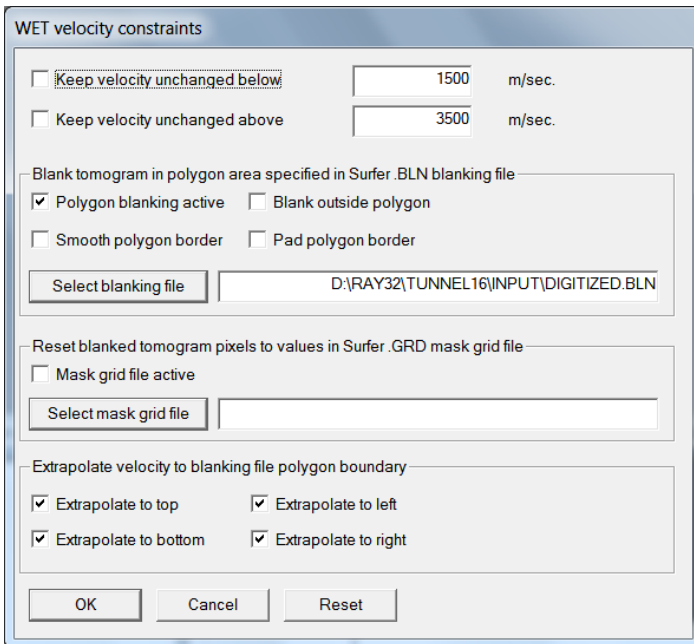 WET velocity constraints
Keep velocity unchanged below 1500 m/sec.
Keep velocity unchanged above 3500 m/sec.
Blank tomogram in polygon area specified in Surfer .BLN blanking file
Polygon blanking active Blank outside polygon
Smooth polygon border Pad polygon border
Select blanking file D:\RAY32\TUNNEL16\INPUT\DIGITIZED.BLN
Reset blanked tomogram pixels to values in Surfer .GRD mask grid file
Mask grid file active
Select mask grid file
Extrapolate velocity to blanking file polygon boundary
Extrapolate to top Extrapolate to left
Extrapolate to bottom Extrapolate to right
OK Cancel Reset